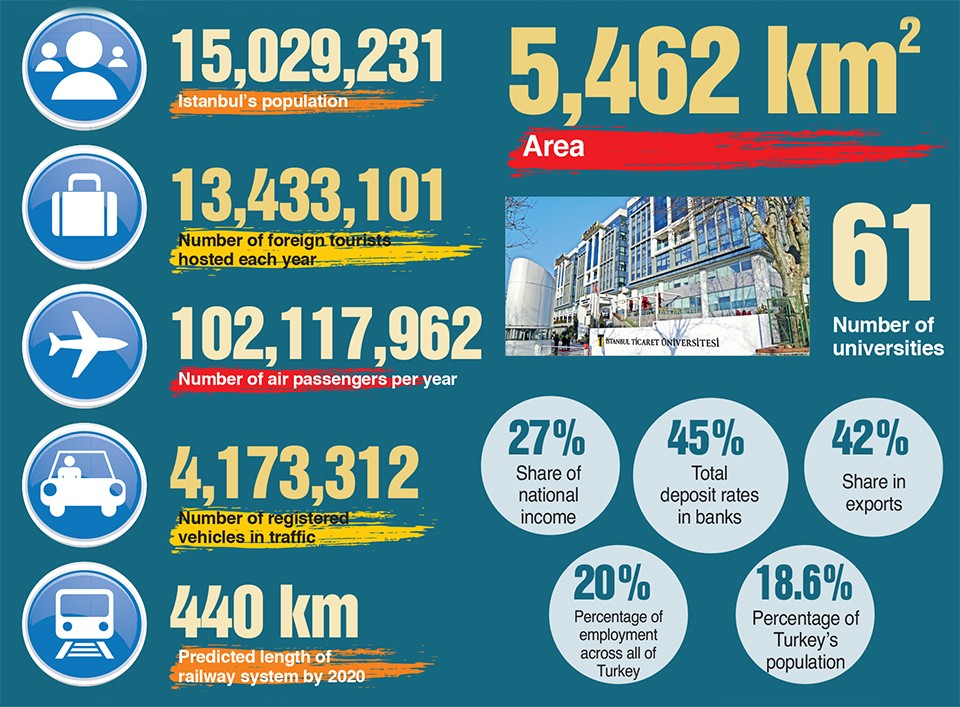 15,029,231
Istanbul's population
13,433,101
Number of foreign tourists
hosted each year
102,117,962
Number of air passengers per year
4,173,312
Number of registered
vehicles in traffic
440 km
Predicted length of
railway system by 2020
5,462 km²
Area
İSTANBUL TİCARET ÜNİVERSİTESİ
61
Number of
universities
27%
Share of
national
income
45%
Total
deposit rates
in banks
42%
Share in
exports
20%
Percentage of
employment
across all of
Turkey
18.6%
Percentage of
Turkey's
population